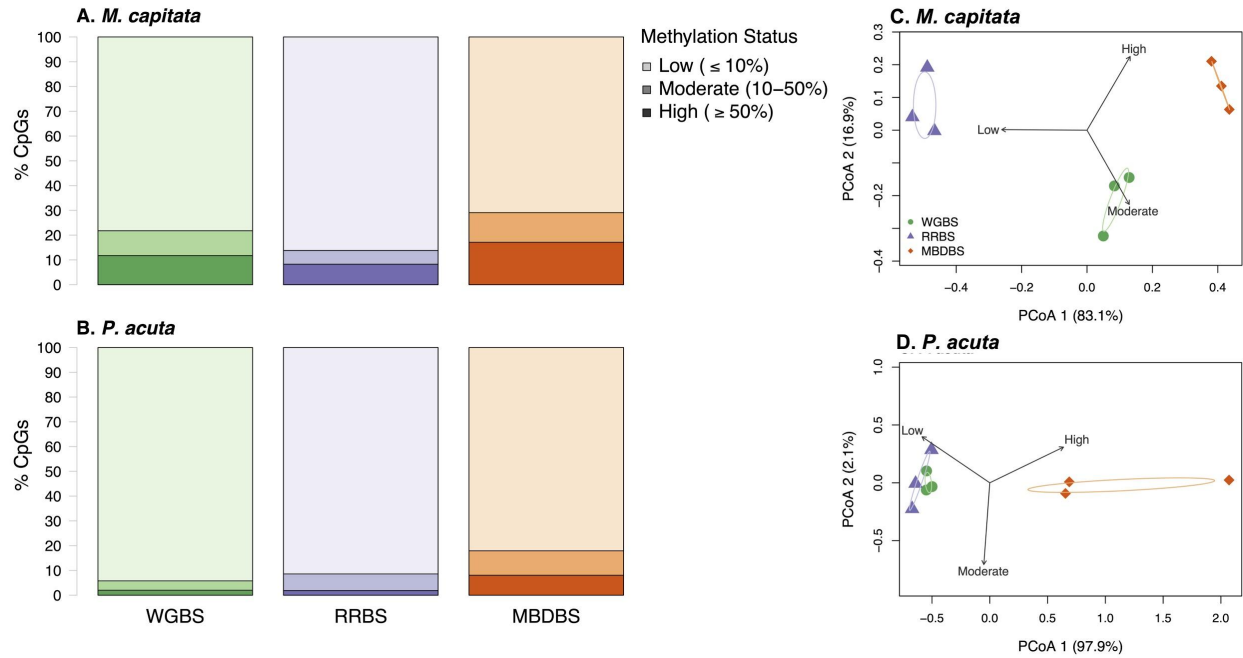 A. M. capitata
100
90
80
70
60
50
40
30
20
10
0
% CpGs
Methylation Status
Low ( ≤ 10%)
Moderate (10–50%)
High ( ≥ 50%)
B. P. acuta
100
90
80
70
60
50
40
30
20
10
0
% CpGs
WGBS
RRBS
MBDBS
C. M. capitata
0.3
0.2
0.1
0.0
−0.2
−0.4
PCoA 2 (16.9%)
High
Low
Moderate
WGBS
RRBS
MBDBS
−0.4
−0.2
0.0
0.2
0.4
PCoA 1 (83.1%)
D. P. acuta
1.0
0.5
0.0
−0.5
PCoA 2 (2.1%)
Low
High
Moderate
−0.5
0.0
0.5
1.0
1.5
2.0
PCoA 1 (97.9%)